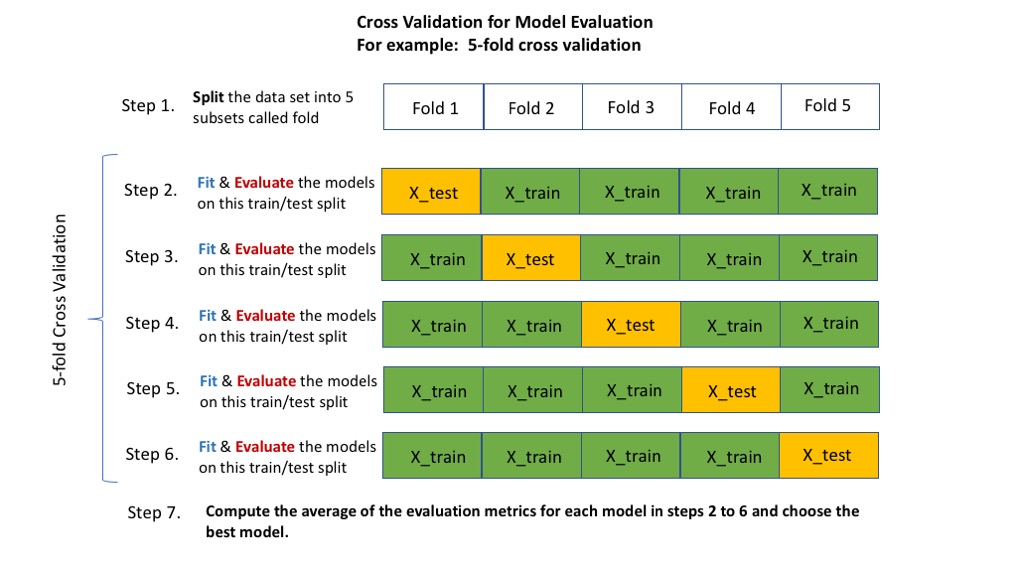 Cross Validation for Model Evaluation
For example:  5-fold cross validation
Step 1.
Split the data set into 5
subsets called fold
Fold 1
Fold 2
Fold 3
Fold 4
Fold 5
5-fold Cross Validation
Step 2.
Fit & Evaluate the models
on this train/test split
X_test
X_train
X_train
X_train
X_train
Step 3.
Fit & Evaluate the models
on this train/test split
X_train
X_test
X_train
X_train
X_train
Step 4.
Fit & Evaluate the models
on this train/test split
X_train
X_train
X_test
X_train
X_train
Step 5.
Fit & Evaluate the models
on this train/test split
X_train
X_train
X_train
X_test
X_train
Step 6.
Fit & Evaluate the models
on this train/test split
X_train
X_train
X_train
X_train
X_test
Step 7.
Compute the average of the evaluation metrics for each model in steps 2 to 6 and choose the
best model.